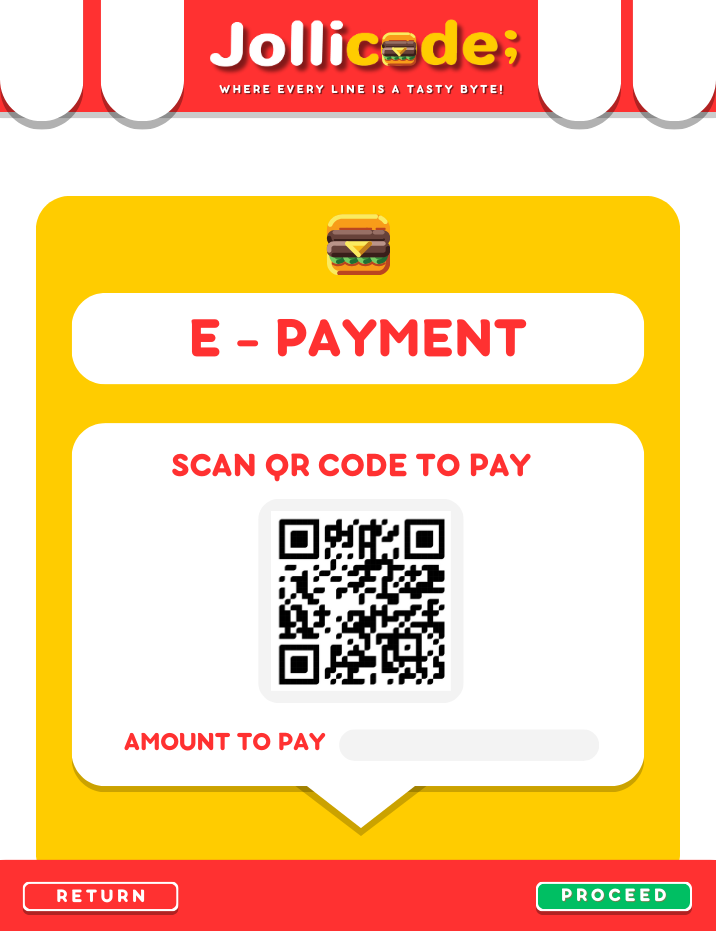 Jollicode;
WHERE EVERY LINE IS A TASTY BYTE!
E - PAYMENT
SCAN QR CODE TO PAY
AMOUNT TO PAY
RETURN
PROCEED